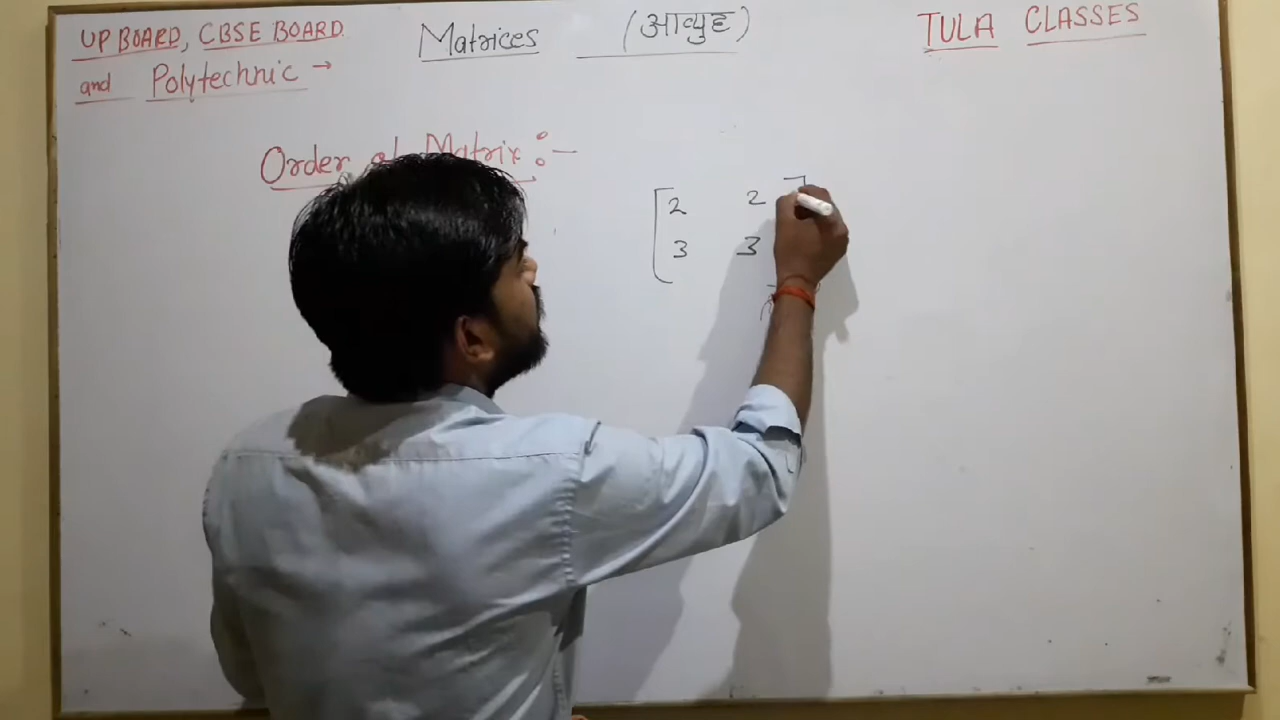 UP BOARD, CBSE BOARD Matrices (आव्युह) TULA CLASSES
and Polytechnic →
Order of Matrix :-
2 2
3 3